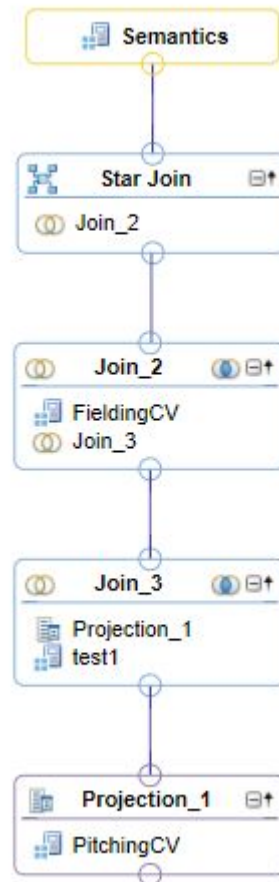 Semantics
Star Join
Join_2
Join_2
FieldingCV
Join_3
Join_3
Projection_1
test1
Projection_1
PitchingCV